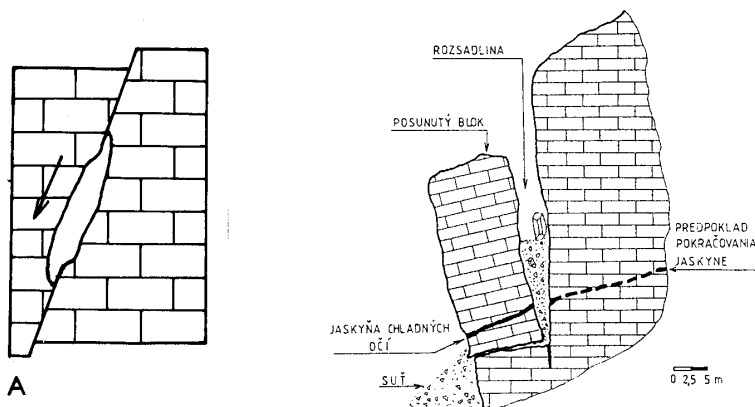 A
ROZSADLINA
POSUNUTÝ BLOK
PREDPOKLAD
POKRAČOVANIA
JASKYNE
JASKYŇA CHLADNÝCH
OČÍ
SUŤ
0 2,5 5 m